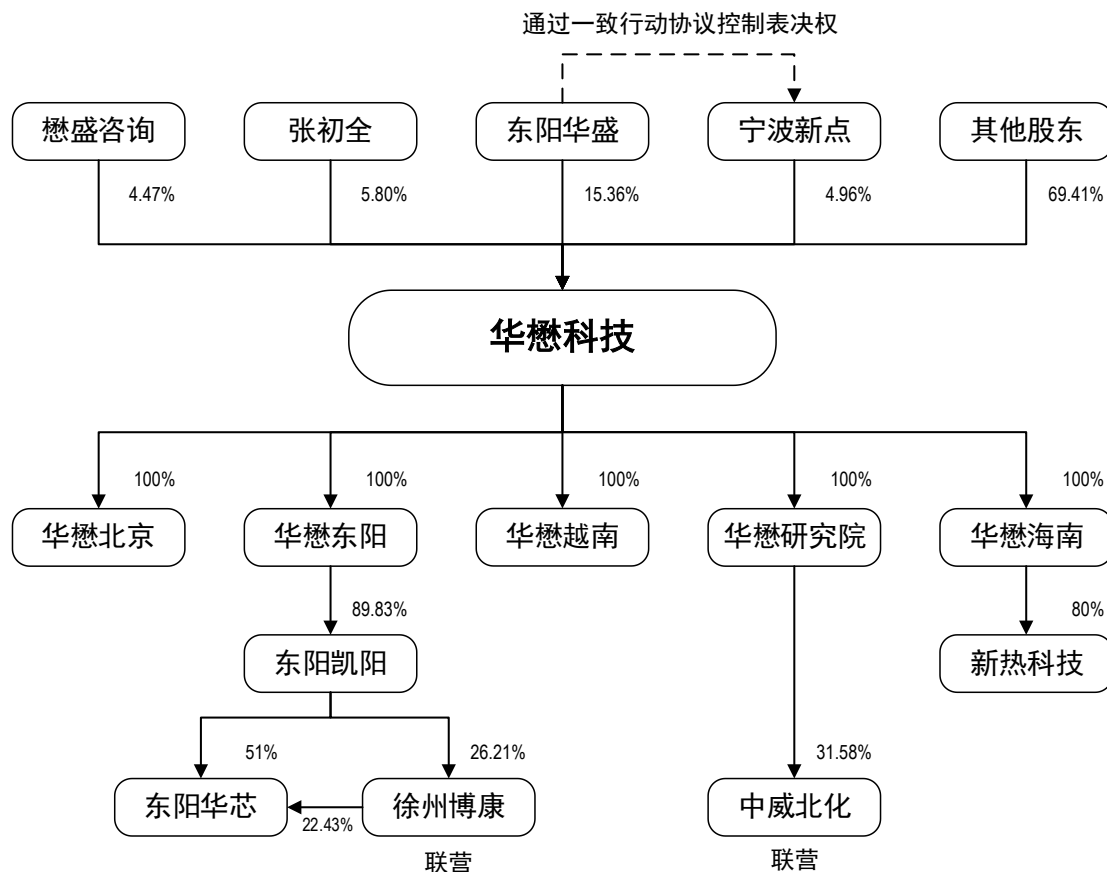 通过一致行动协议控制表决权
懋盛咨询
张初全
东阳华盛
宁波新点
其他股东
4.47%
5.80%
15.36%
4.96%
69.41%
华懋科技
100%
100%
100%
100%
100%
华懋北京
华懋东阳
华懋越南
华懋研究院
华懋海南
89.83%
80%
东阳凯阳
新热科技
51%
26.21%
31.58%
东阳华芯
22.43%
徐州博康
中威北化
联营
联营